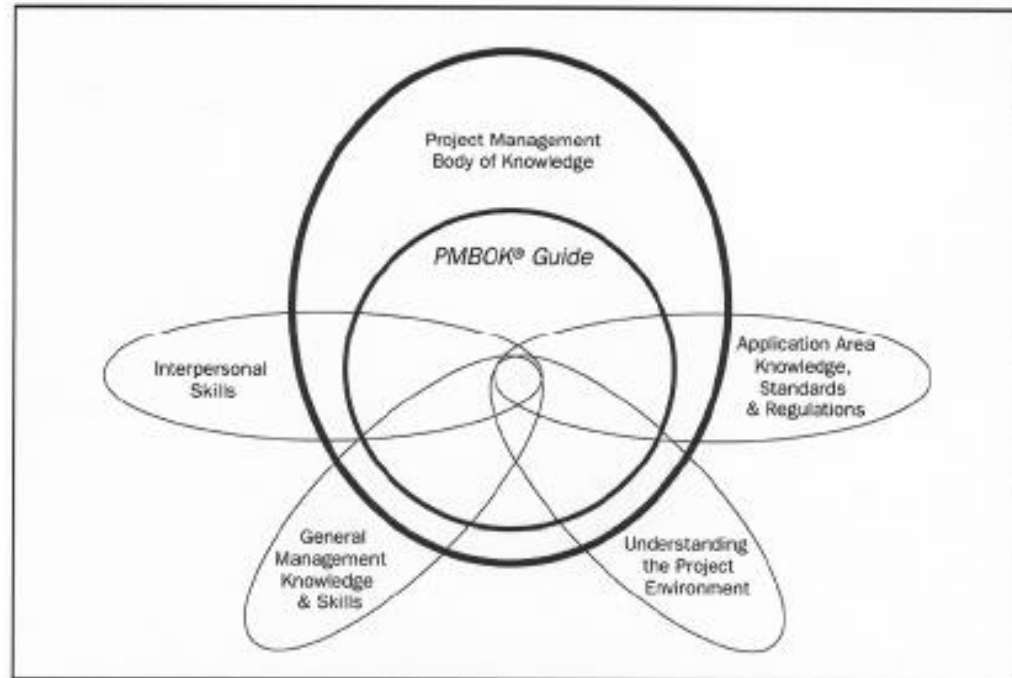 Project Management
Body of Knowledge
PMBOK® Guide
Interpersonal
Skills
Application Area
Knowledge,
Standards
& Regulations
General
Management
Knowledge
& Skills
Understanding
the Project
Environment